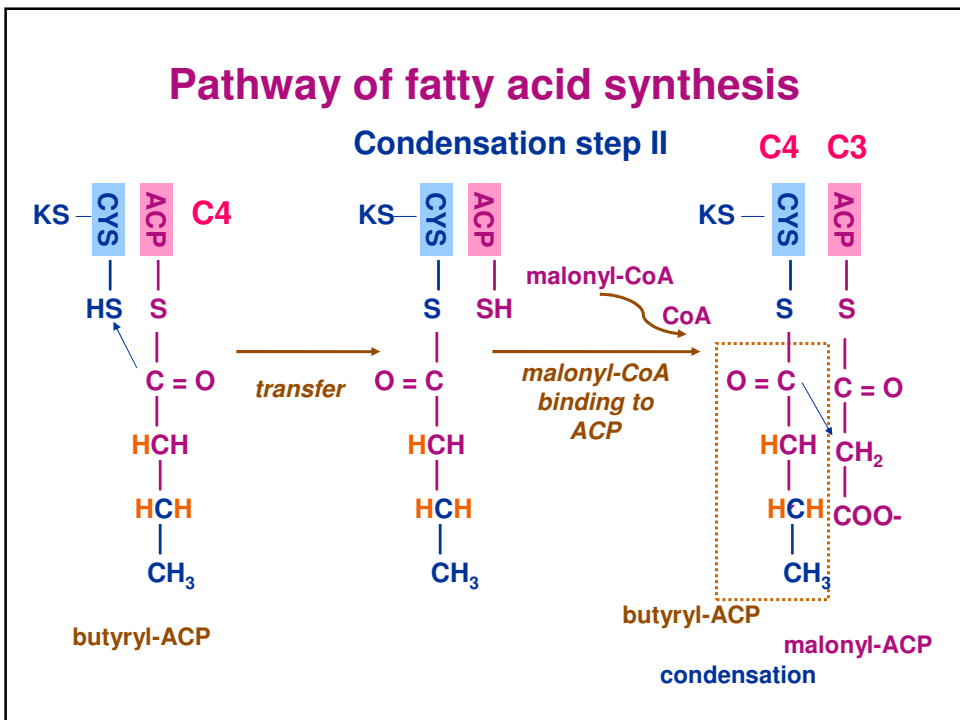 Pathway of fatty acid synthesis
Condensation step II
C4 C3
KS CYS ACP C4
KS CYS ACP
KS CYS ACP
HS S
S SH
malonyl-CoA
CoA
S S
C = O
transfer
O = C
malonyl-CoA
binding to
ACP
O = C C = O
HCH
HCH
HCH CH₂
HCH
HCH
HCH COO-
CH₃
CH₃
CH₃
butyryl-ACP
butyryl-ACP
malonyl-ACP
condensation